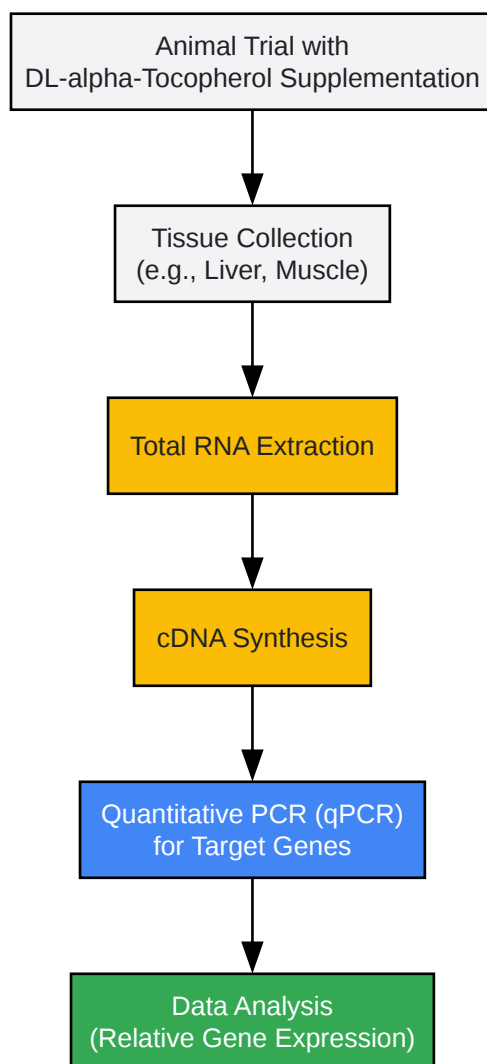 Animal Trial with
DL-alpha-Tocopherol Supplementation
Tissue Collection
(e.g., Liver, Muscle)
Total RNA Extraction
cDNA Synthesis
Quantitative PCR (qPCR)
for Target Genes
Data Analysis
(Relative Gene Expression)